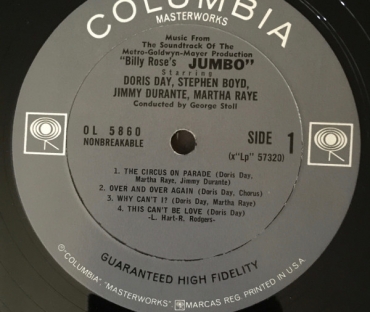 COLUMBIA
MASTERWORKS
Music From
The Soundtrack Of The
Metro-Goldwyn-Mayer Production
"Billy Rose's JUMBO"
Starring
DORIS DAY, STEPHEN BOYD,
JIMMY DURANTE, MARTHA RAYE
Conducted by George Stoll
OL 5860
NONBREAKABLE
SIDE 1
(x"Lp" 57320)
1. THE CIRCUS ON PARADE (Doris Day,
Martha Raye, Jimmy Durante)
2. OVER AND OVER AGAIN (Doris Day, Chorus)
3. WHY CAN'T I? (Doris Day, Martha Raye)
4. THIS CAN'T BE LOVE (Doris Day)
-L. Hart-R. Rodgers-
GUARANTEED HIGH FIDELITY
® "COLUMBIA", "MASTERWORKS", MARCAS REG. PRINTED IN U.S.A.